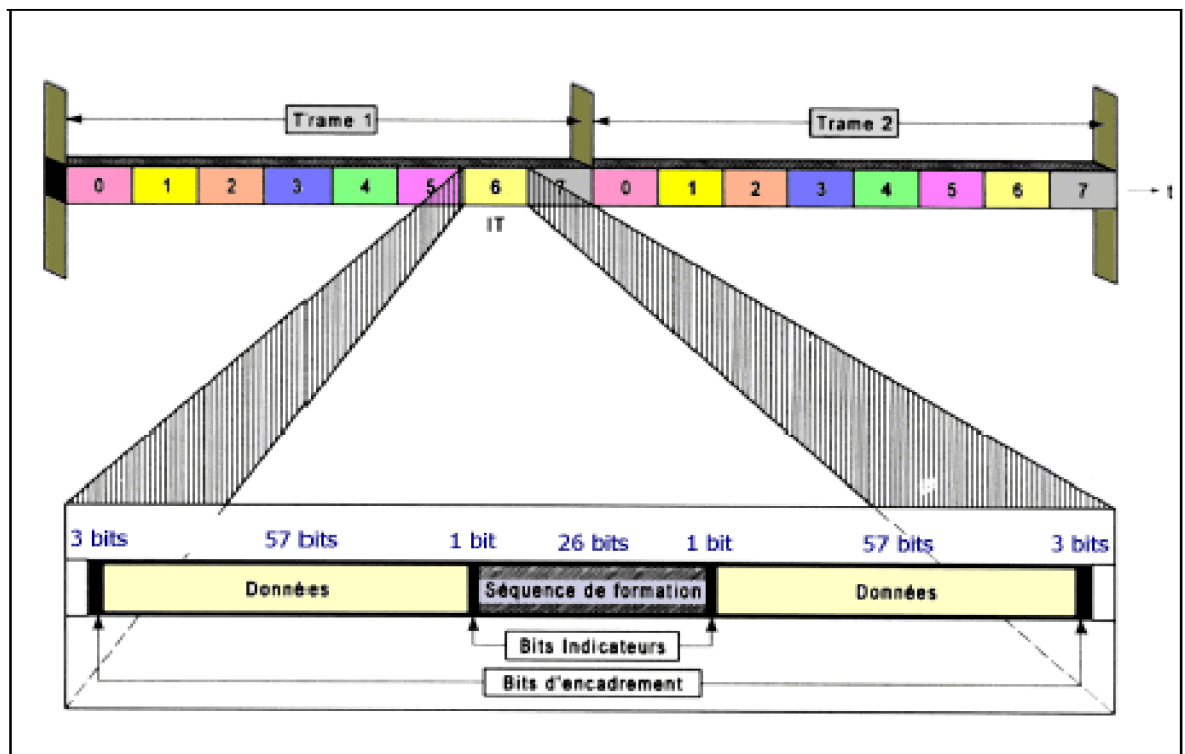 Trame 1
Trame 2
0 1 2 3 4 5 6 7 0 1 2 3 4 5 6 7 t
IT
3 bits 57 bits 1 bit 26 bits 1 bit 57 bits 3 bits
Données Séquence de formation Données
Bits Indicateurs
Bits d'encadrement